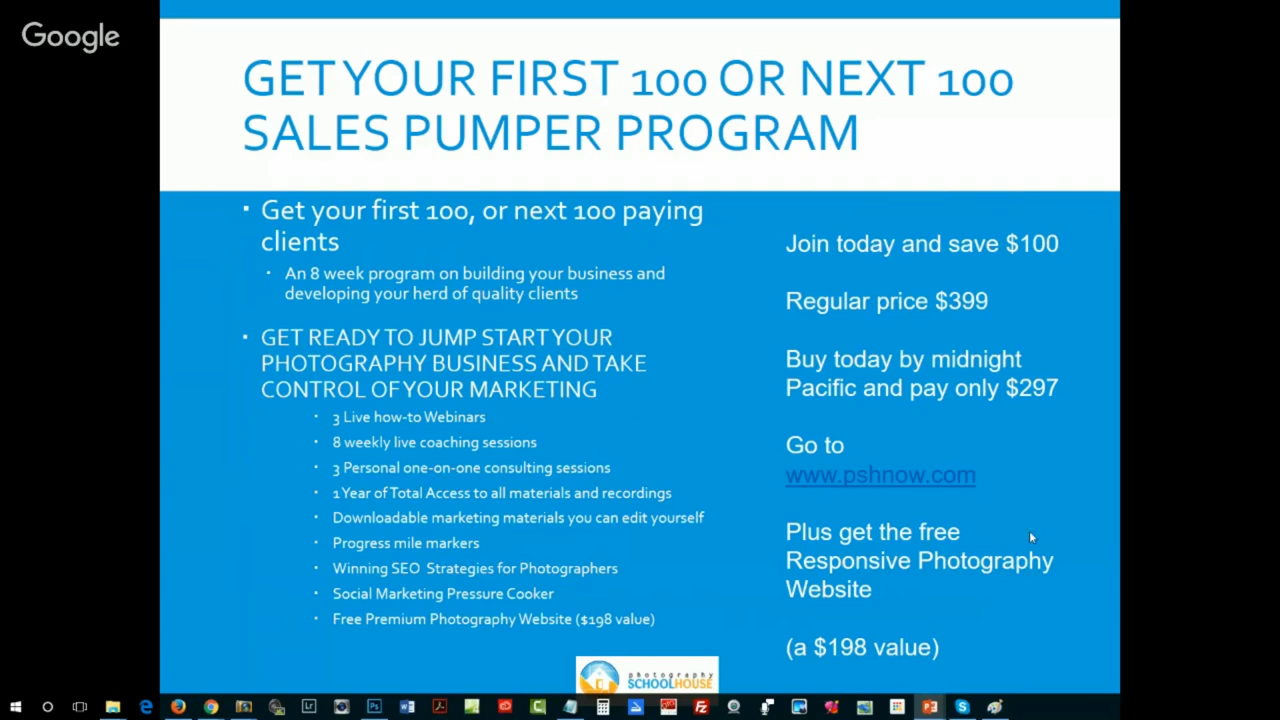 Google
GET YOUR FIRST 100 OR NEXT 100
SALES PUMPER PROGRAM
▪ Get your first 100, or next 100 paying
clients
▪ An 8 week program on building your business and
developing your herd of quality clients
▪ GET READY TO JUMP START YOUR
PHOTOGRAPHY BUSINESS AND TAKE
CONTROL OF YOUR MARKETING
▪ 3 Live how-to Webinars
▪ 8 weekly live coaching sessions
▪ 3 Personal one-on-one consulting sessions
▪ 1 Year of Total Access to all materials and recordings
▪ Downloadable marketing materials you can edit yourself
▪ Progress mile markers
▪ Winning SEO Strategies for Photographers
▪ Social Marketing Pressure Cooker
▪ Free Premium Photography Website ($198 value)
Join today and save $100
Regular price $399
Buy today by midnight
Pacific and pay only $297
Go to
www.pshnow.com
Plus get the free
Responsive Photography
Website
(a $198 value)
photography
SCHOOLHOUSE